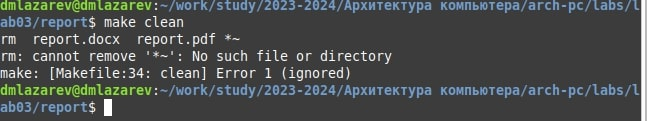 dmlazarev@dmlazarev:~/work/study/2023-2024/Архитектура компьютера/arch-pc/labs/l
ab03/report$ make clean
rm  report.docx  report.pdf *~
rm: cannot remove '*~': No such file or directory
make: [Makefile:34: clean] Error 1 (ignored)
dmlazarev@dmlazarev:~/work/study/2023-2024/Архитектура компьютера/arch-pc/labs/l
ab03/report$